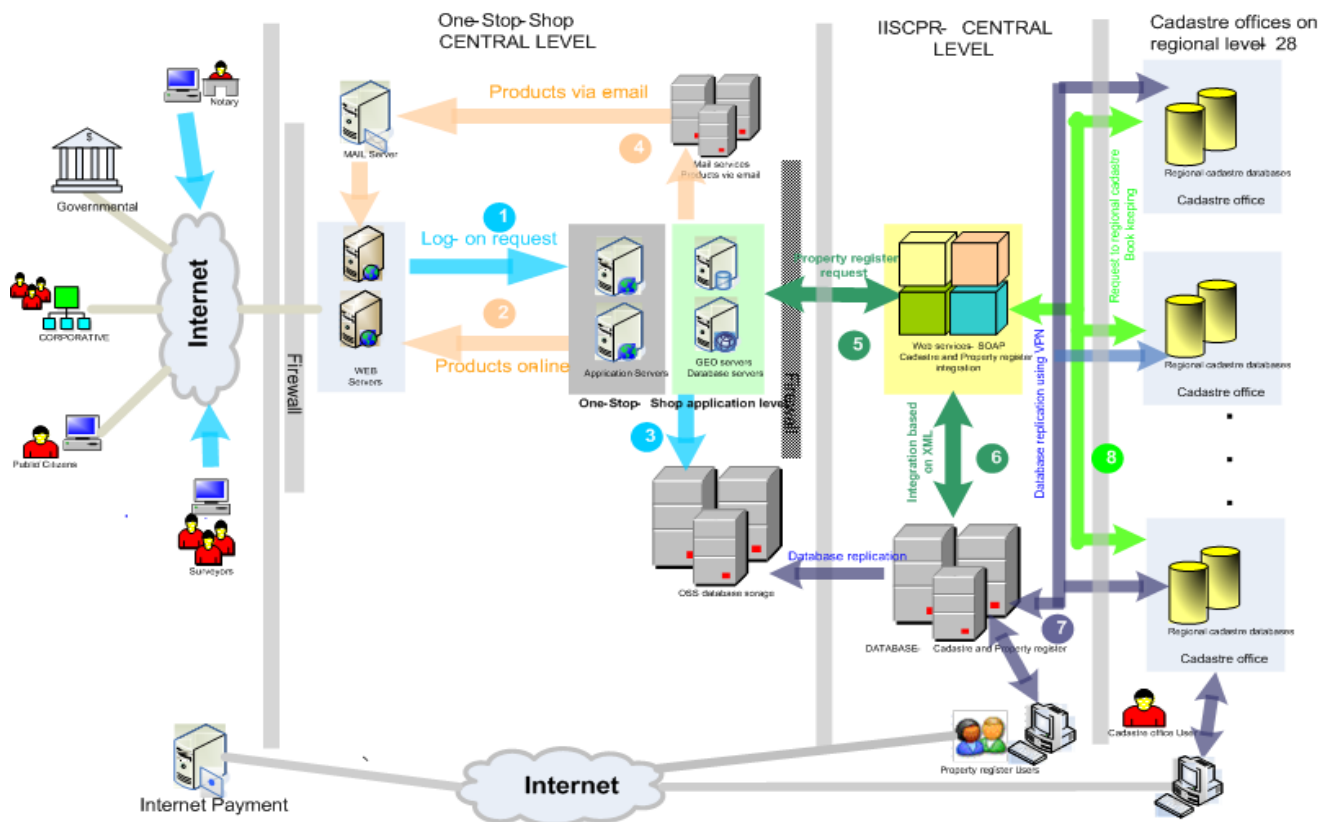 One-Stop-Shop
CENTRAL LEVEL
IISCPR- CENTRAL
LEVEL
Cadastre offices on
regional level- 28
Notary
Governmental
CORPORATIVE
Public Citizens
Surveyors
Internet
Firewall
MAIL Server
Products via email
4
Mail services
Products via email
1
Log-on request
2
Products online
WEB
Servers
Application Servers
GEO servers
Database servers
One-Stop- Shop application level
Firewall
3
OSS database sorage
Property register
request
5
Web services- SOAP
Cadastre and Property register
integration
Integration based
on XML
6
Database replication
DATABASE- Cadastre and Property register
7
Database replication using VPN
Request to regional cadastre
Book keeping
8
Regional cadastre databases
Cadastre office
Regional cadastre databases
Cadastre office
Regional cadastre databases
Cadastre office
Cadastre office User
Property register Users
Internet
Internet Payment